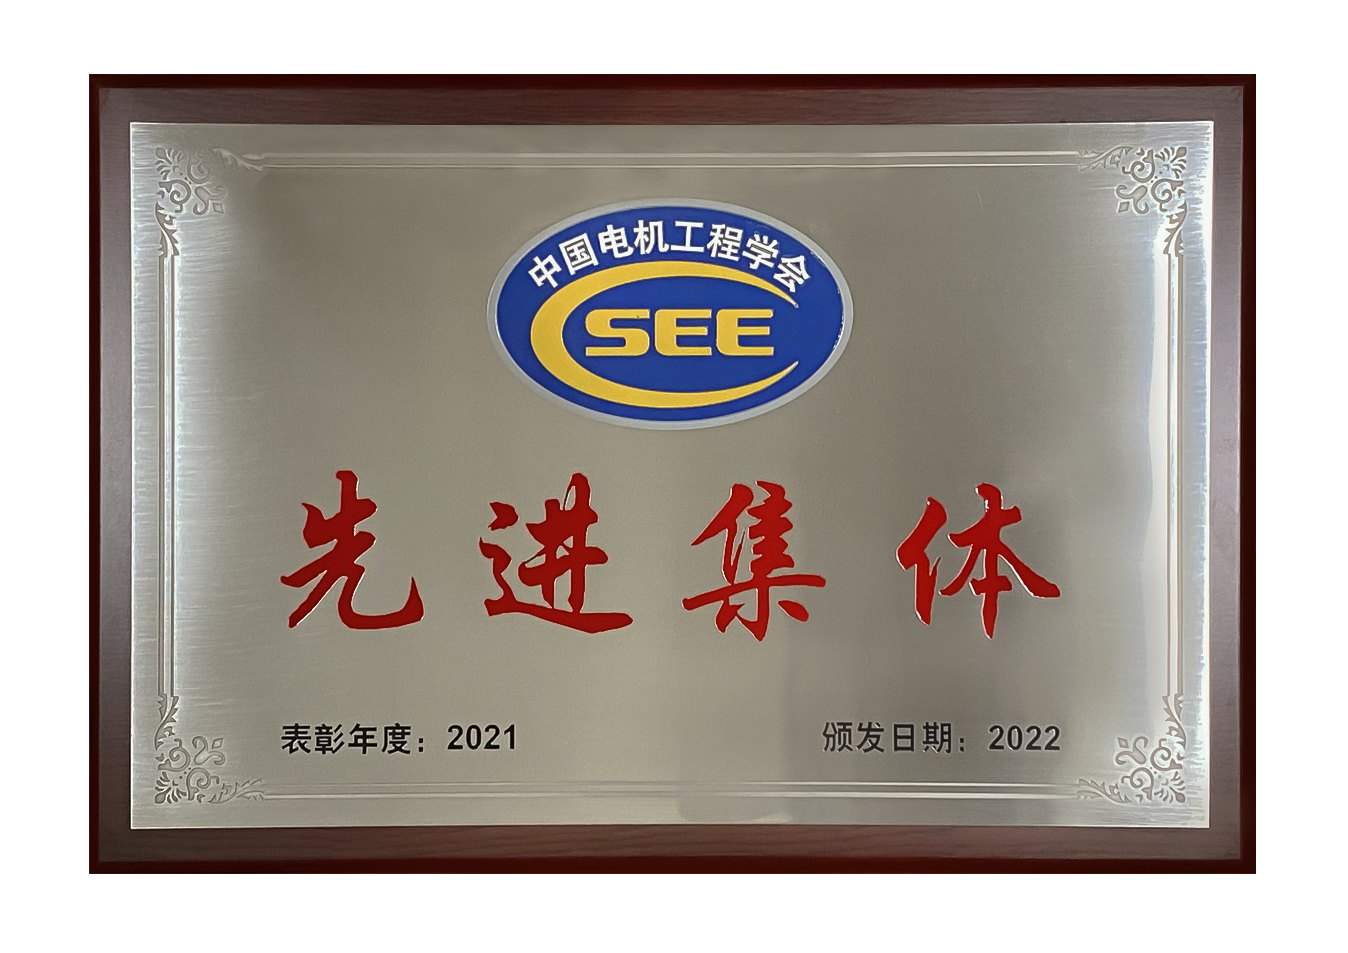 中国电机工程学会
CSEE
先进集体
表彰年度：2021
颁发日期：2022